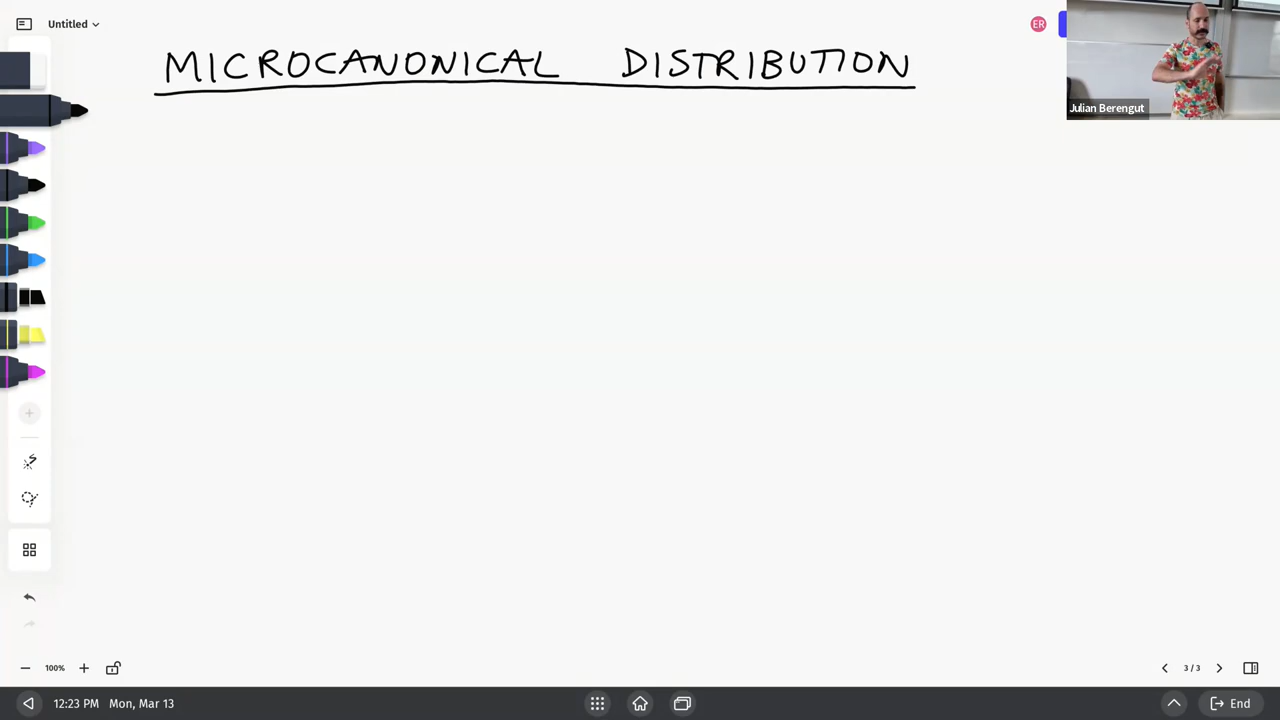 Untitled
ER
MICROCANONICAL DISTRIBUTION
Julian Berengut
100%
3 / 3
12:23 PM Mon, Mar 13
End